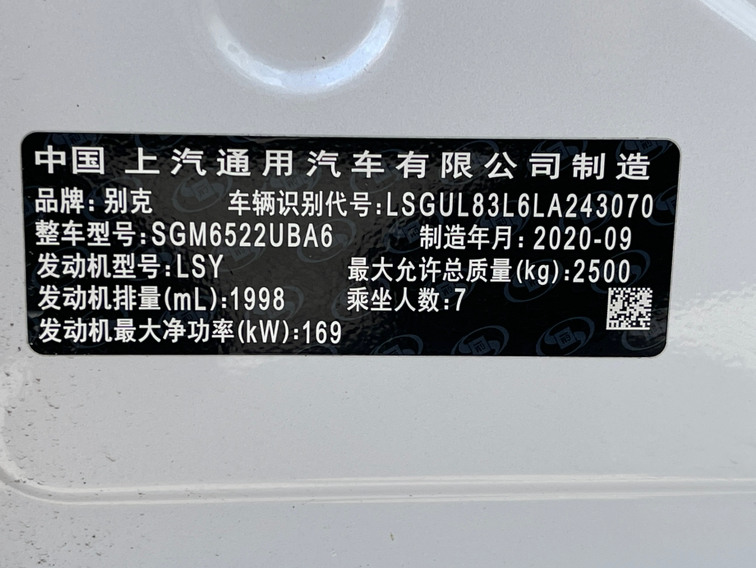 中国 上汽通用汽车有限公司制造
品牌: 别克 车辆识别代号:LSGUL83L6LA243070
整车型号:SGM6522UBA6 制造年月: 2020-09
发动机型号:LSY 最大允许总质量(kg):2500
发动机排量(mL):1998 乘坐人数:7
发动机最大净功率(kW):169